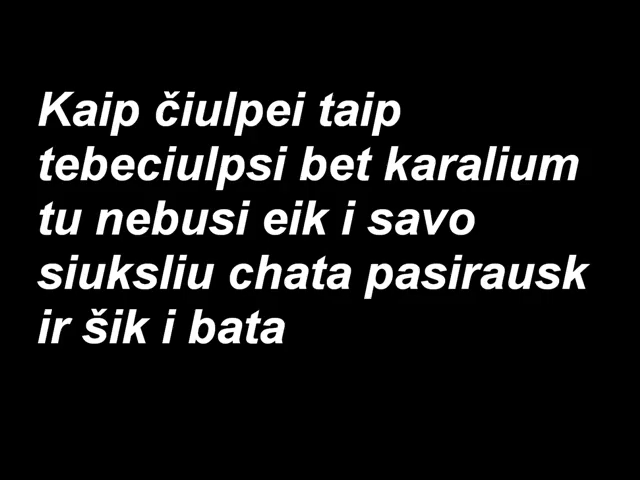 Kaip čiulpei taip
tebeciulpsi bet karalium
tu nebusi eik i savo
siuksliu chata pasirausk
ir šik i bata